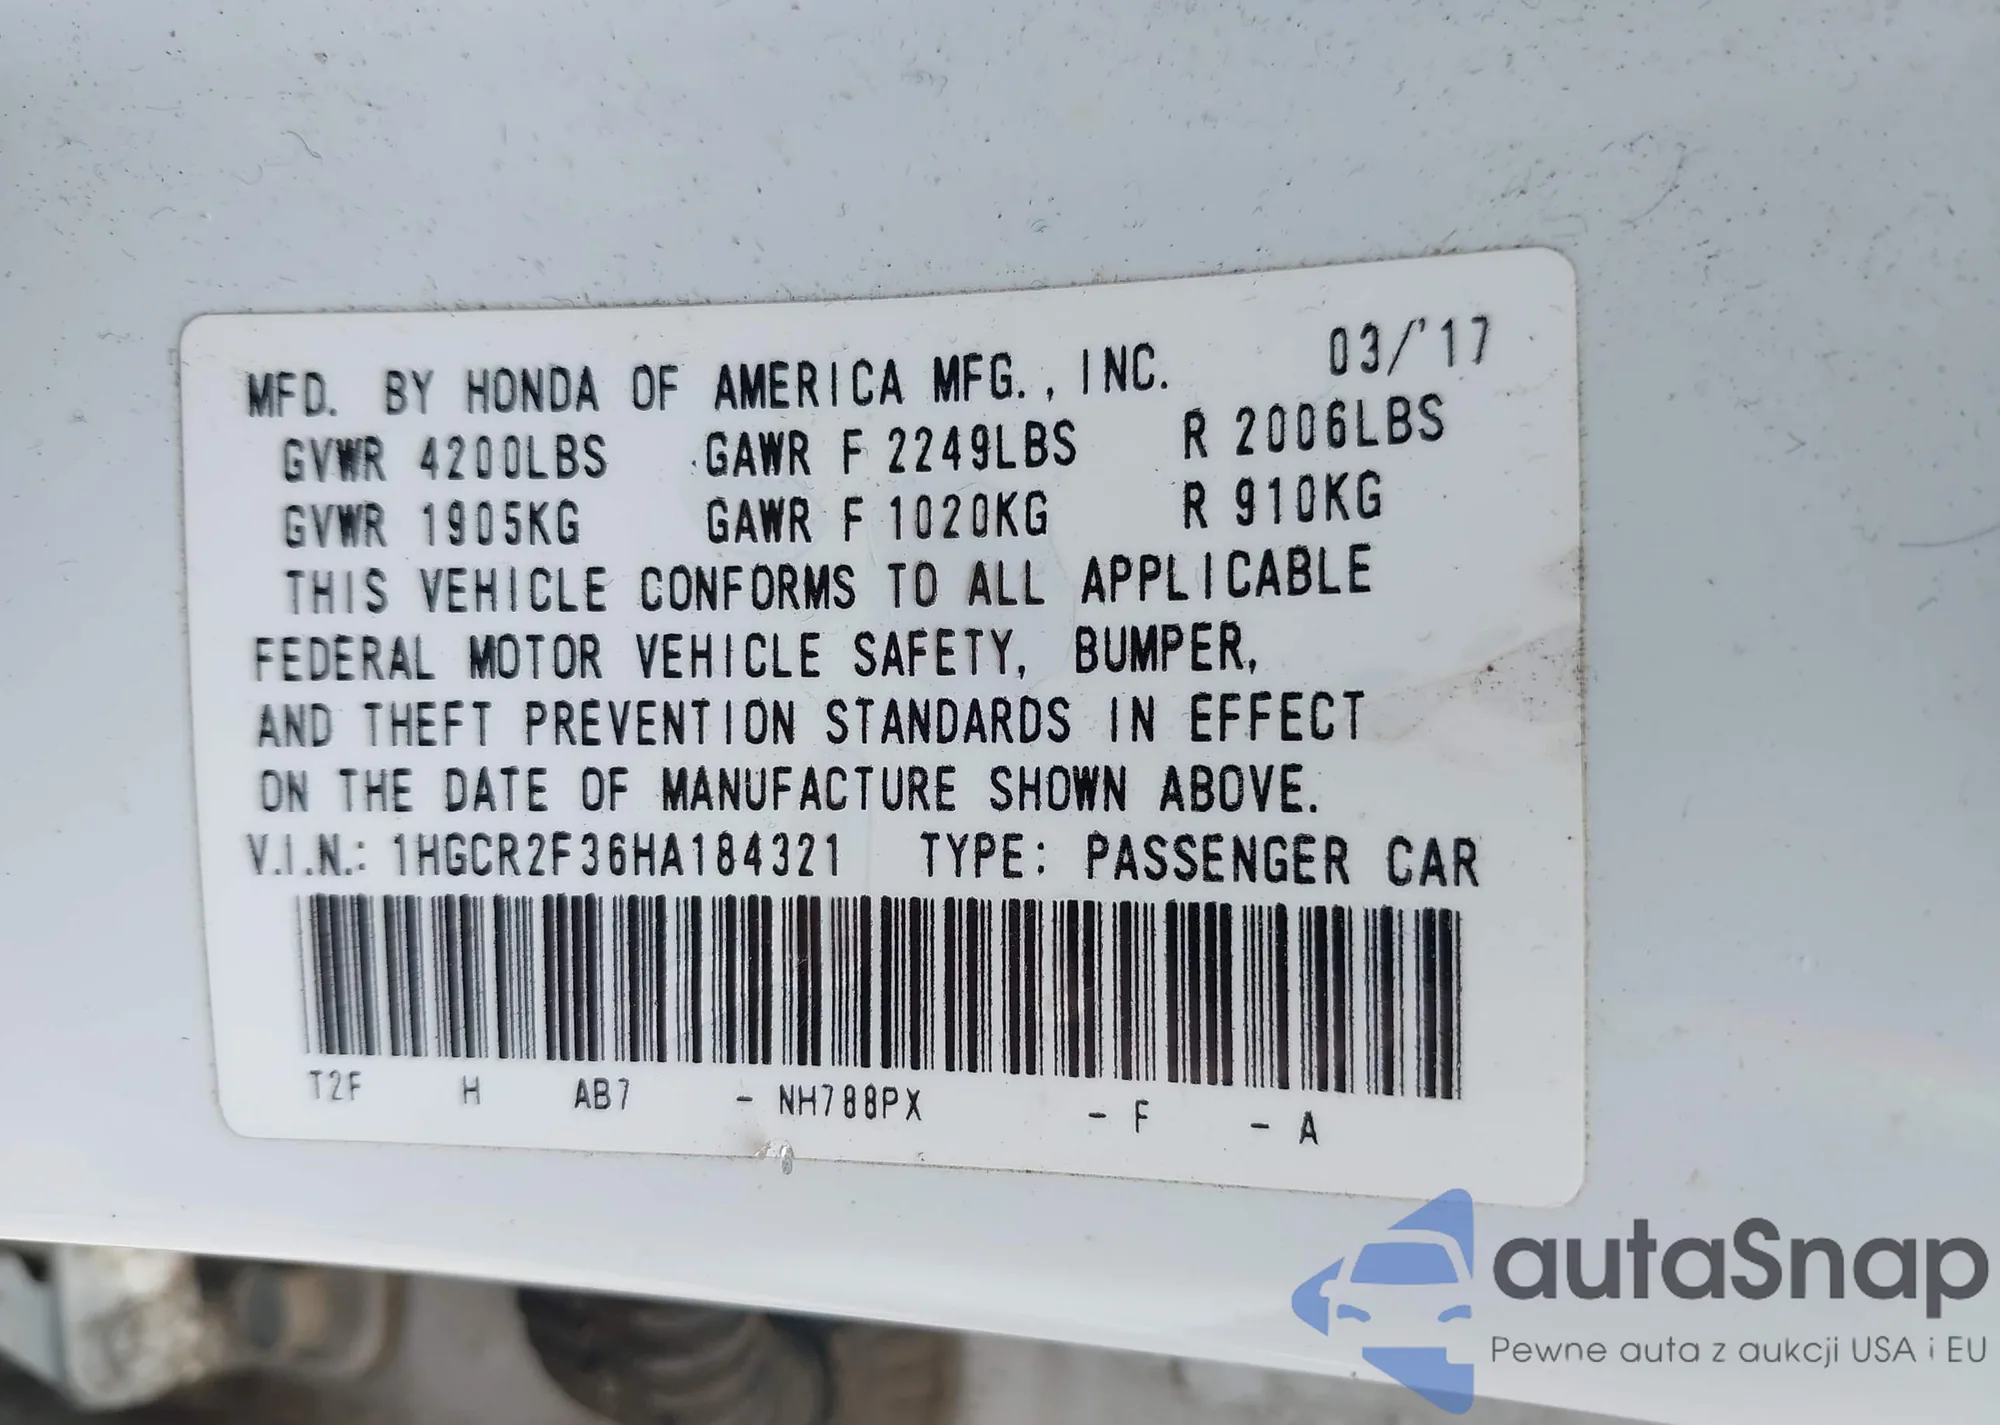 MFD. BY HONDA OF AMERICA MFG., INC. 03/'17
GVWR 4200LBS GAWR F 2249LBS R 2006LBS
GVWR 1905KG GAWR F 1020KG R 910KG
THIS VEHICLE CONFORMS TO ALL APPLICABLE
FEDERAL MOTOR VEHICLE SAFETY, BUMPER,
AND THEFT PREVENTION STANDARDS IN EFFECT
ON THE DATE OF MANUFACTURE SHOWN ABOVE.
V.I.N.: 1HGCR2F36HA184321 TYPE: PASSENGER CAR
T2F H AB7 - NH788PX - F - A
autaSnap
Pewne auta z aukcji USA i EU